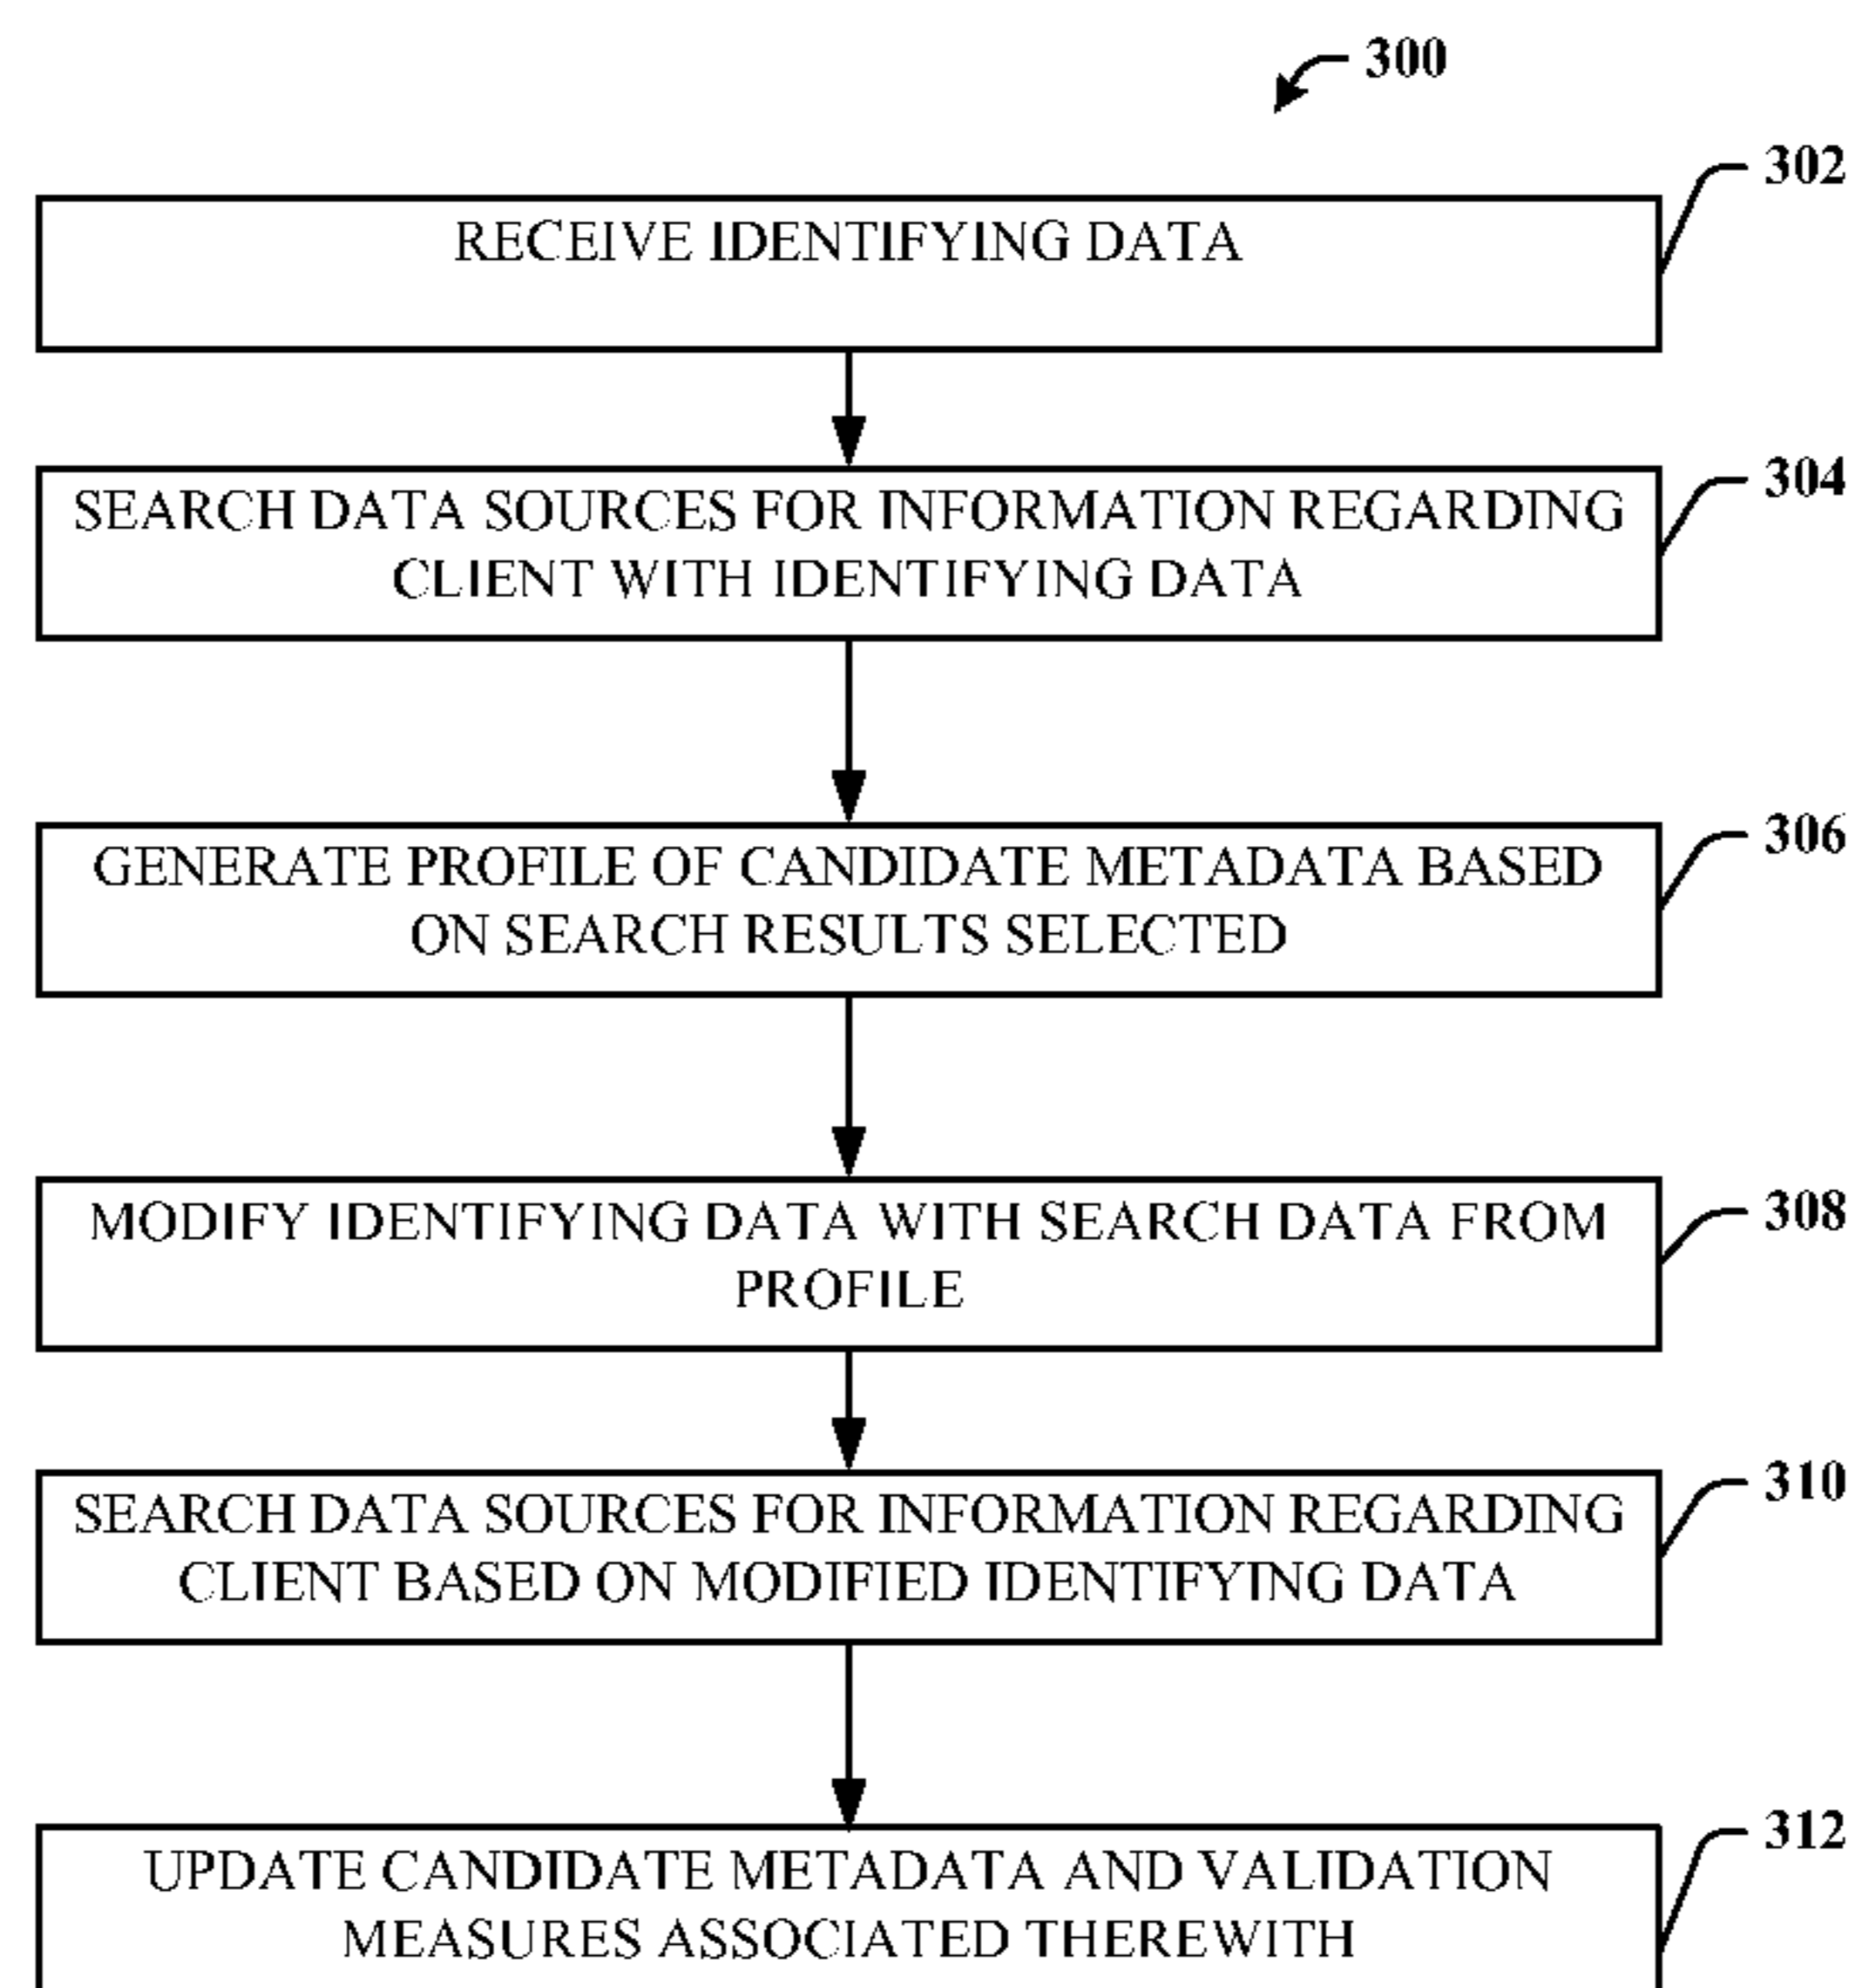 300
302
RECEIVE IDENTIFYING DATA
304
SEARCH DATA SOURCES FOR INFORMATION REGARDING
CLIENT WITH IDENTIFYING DATA
306
GENERATE PROFILE OF CANDIDATE METADATA BASED
ON SEARCH RESULTS SELECTED
308
MODIFY IDENTIFYING DATA WITH SEARCH DATA FROM
PROFILE
310
SEARCH DATA SOURCES FOR INFORMATION REGARDING
CLIENT BASED ON MODIFIED IDENTIFYING DATA
312
UPDATE CANDIDATE METADATA AND VALIDATION
MEASURES ASSOCIATED THEREWITH